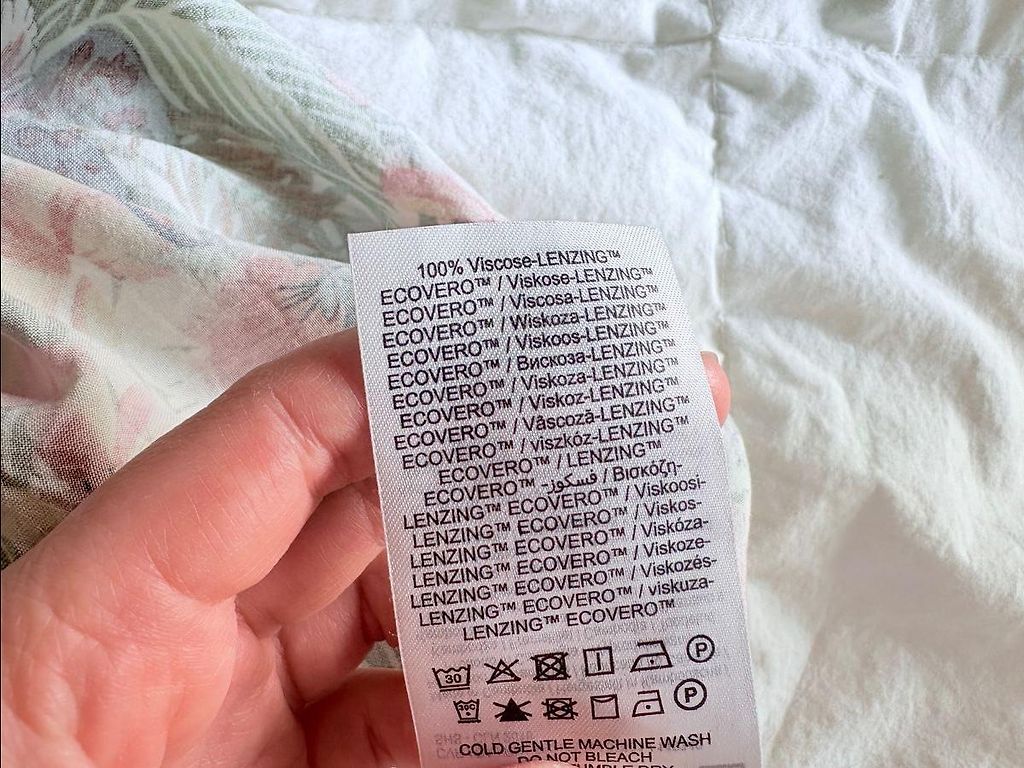 100% Viscose-LENZING™
ECOVERO™ / Viskose-LENZING™
ECOVERO™ / Viscosa-LENZING™
ECOVERO™ / Wiskoza-LENZING™
ECOVERO™ / Viskoos-LENZING™
ECOVERO™ / Вискоза-LENZING™
ECOVERO™ / Viskoza-LENZING™
ECOVERO™ / Viskoz-LENZING™
ECOVERO™ / Vâscoză-LENZING™
ECOVERO™ / viszkóz-LENZING™
ECOVERO™ / LENZING™
ECOVERO™ فسكوز- / Βισκόζη-
LENZING™ ECOVERO™ / Viskoosi-
LENZING™ ECOVERO™ / Viskos-
LENZING™ ECOVERO™ / Viskóza-
LENZING™ ECOVERO™ / Viskoze-
LENZING™ ECOVERO™ / Viskozės-
LENZING™ ECOVERO™ / viskuza-
LENZING™ ECOVERO™
30 P
30C P
COLD GENTLE MACHINE WASH
DO NOT BLEACH
TUMBLE DRY